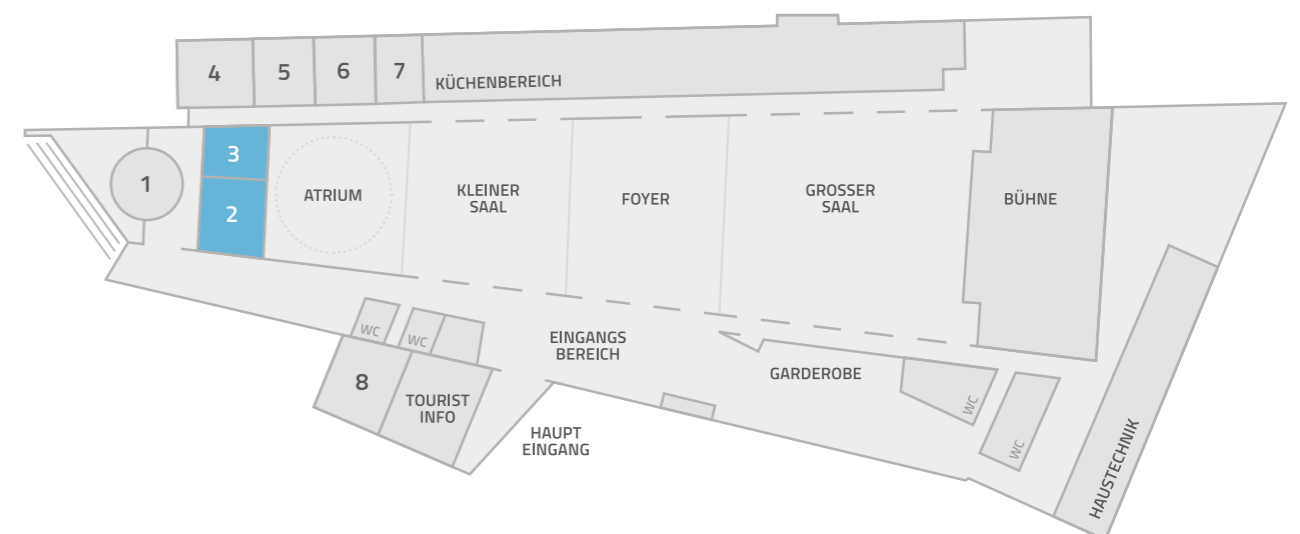 4 5 6 7 KÜCHENBEREICH
3
1
2
ATRIUM
KLEINER
SAAL
FOYER
GROSSER
SAAL
BÜHNE
WC
WC
EINGANGS
BEREICH
8
TOURIST
INFO
GARDEROBE
WC
WC
HAUPT
EINGANG
HAUSTECHNIK